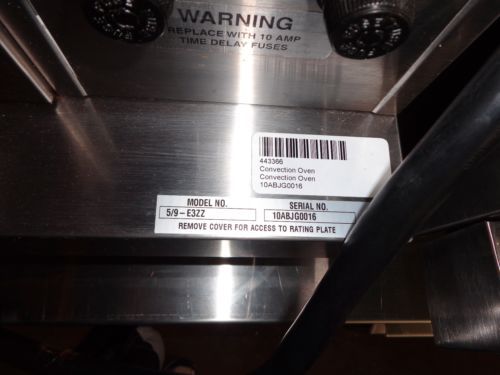 WARNING
REPLACE WITH 10 AMP
TIME DELAY FUSES
443366
Convection Oven
Convection Oven
10ABJG0016
MODEL NO. SERIAL NO.
5/9-E3ZZ 10ABJG0016
REMOVE COVER FOR ACCESS TO RATING PLATE